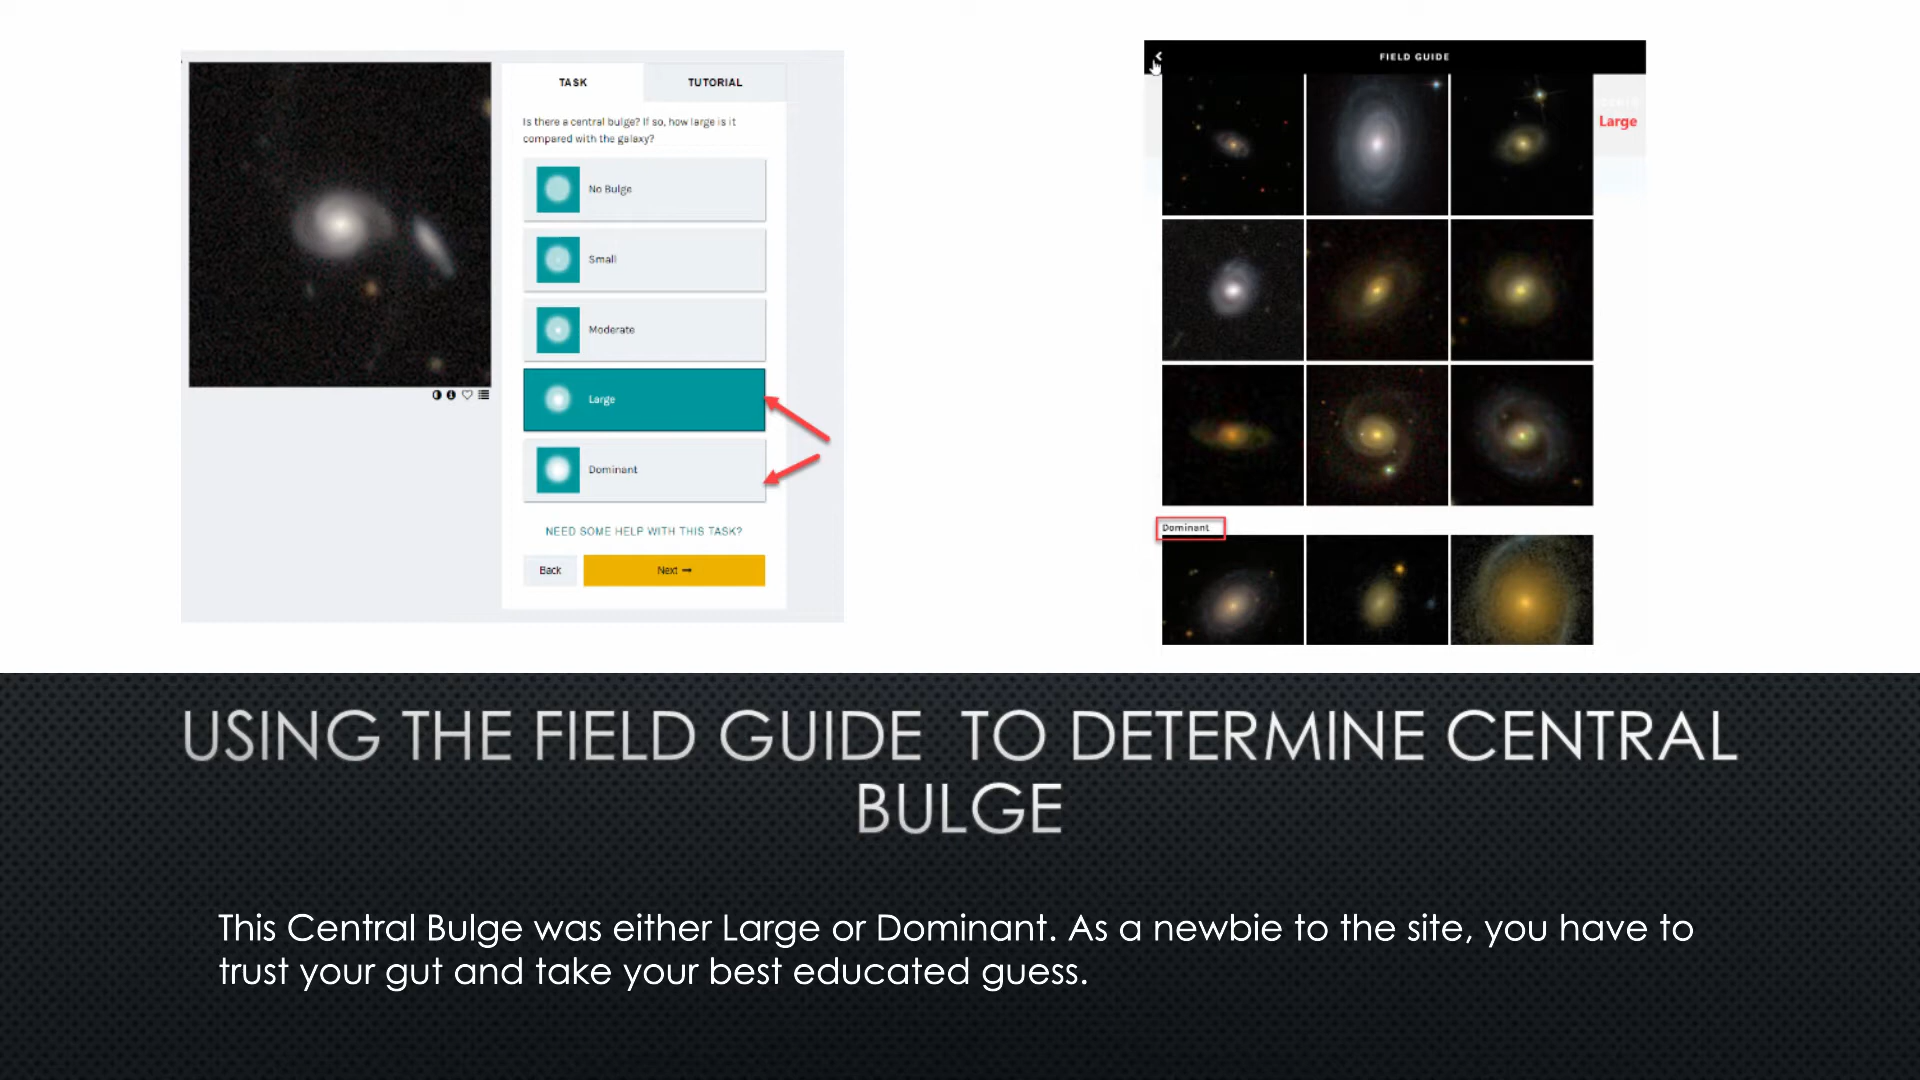 TASK
TUTORIAL
Is there a central bulge? If so, how large is it
compared with the galaxy?
No Bulge
Small
Moderate
Large
Dominant
NEED SOME HELP WITH THIS TASK?
Back
Next ➞
FIELD GUIDE
Large
Dominant
USING THE FIELD GUIDE TO DETERMINE CENTRAL
BULGE
This Central Bulge was either Large or Dominant. As a newbie to the site, you have to
trust your gut and take your best educated guess.